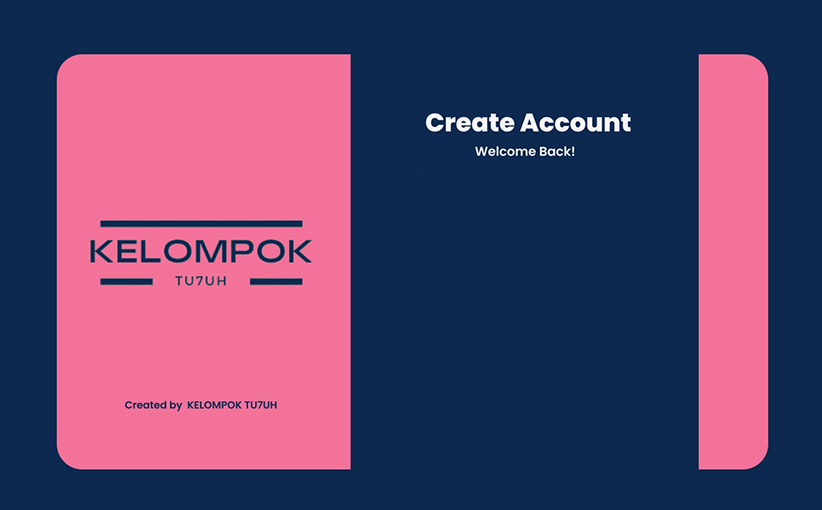 KELOMPOK
TU7UH
Created by KELOMPOK TU7UH
Create Account
Welcome Back!